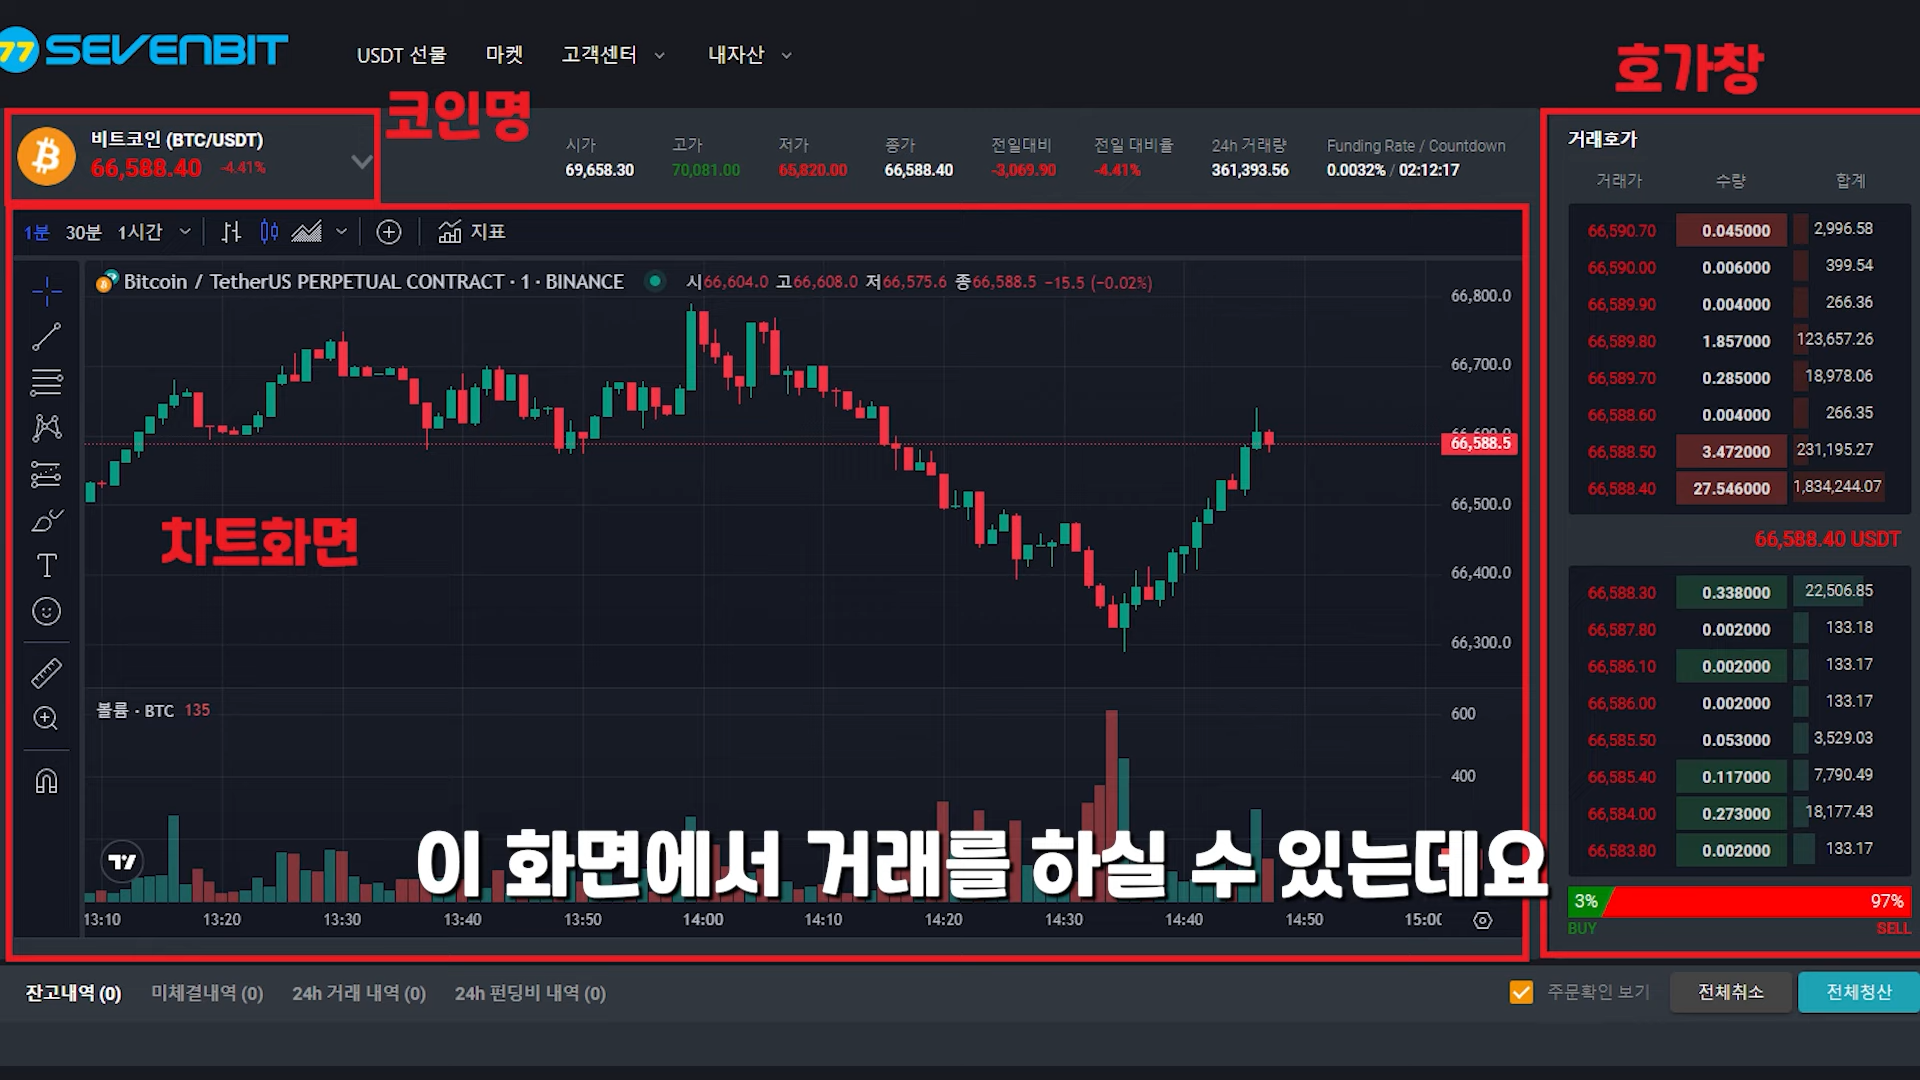 77 SEVENBIT
USDT 선물 마켓 고객센터 내자산
호가창
코인명
비트코인 (BTC/USDT)
66,588.40 -4.41%
시가 고가 저가 종가 전일대비 전일 대비율 24h 거래량 Funding Rate / Countdown
69,658.30 70,081.00 65,820.00 66,588.40 -3,069.90 -4.41% 361,393.56 0.0032% / 02:12:17
1분 30분 1시간 지표
Bitcoin / TetherUS PERPETUAL CONTRACT · 1 · BINANCE 시66,604.0 고66,608.0 저66,575.6 종66,588.5 −15.5 (−0.02%)
66,800.0
66,700.0
66,600.0
66,588.5
66,500.0
66,400.0
66,300.0
차트화면
볼륨 · BTC 135
600
400
이 화면에서 거래를 하실 수 있는데요
13:10 13:20 13:30 13:40 13:50 14:00 14:10 14:20 14:30 14:40 14:50 15:00
거래호가
거래가 수량 합계
66,590.70 0.045000 2,996.58
66,590.00 0.006000 399.54
66,589.90 0.004000 266.36
66,589.80 1.857000 123,657.26
66,589.70 0.285000 18,978.06
66,588.60 0.004000 266.35
66,588.50 3.472000 231,195.27
66,588.40 27.546000 1,834,244.07
66,588.40 USDT
66,588.30 0.338000 22,506.85
66,587.80 0.002000 133.18
66,586.10 0.002000 133.17
66,586.00 0.002000 133.17
66,585.50 0.053000 3,529.03
66,585.40 0.117000 7,790.49
66,584.00 0.273000 18,177.43
66,583.80 0.002000 133.17
3% 97%
BUY SELL
잔고내역 (0) 미체결내역 (0) 24h 거래 내역 (0) 24h 펀딩비 내역 (0)
주문확인 보기 전체취소 전체청산